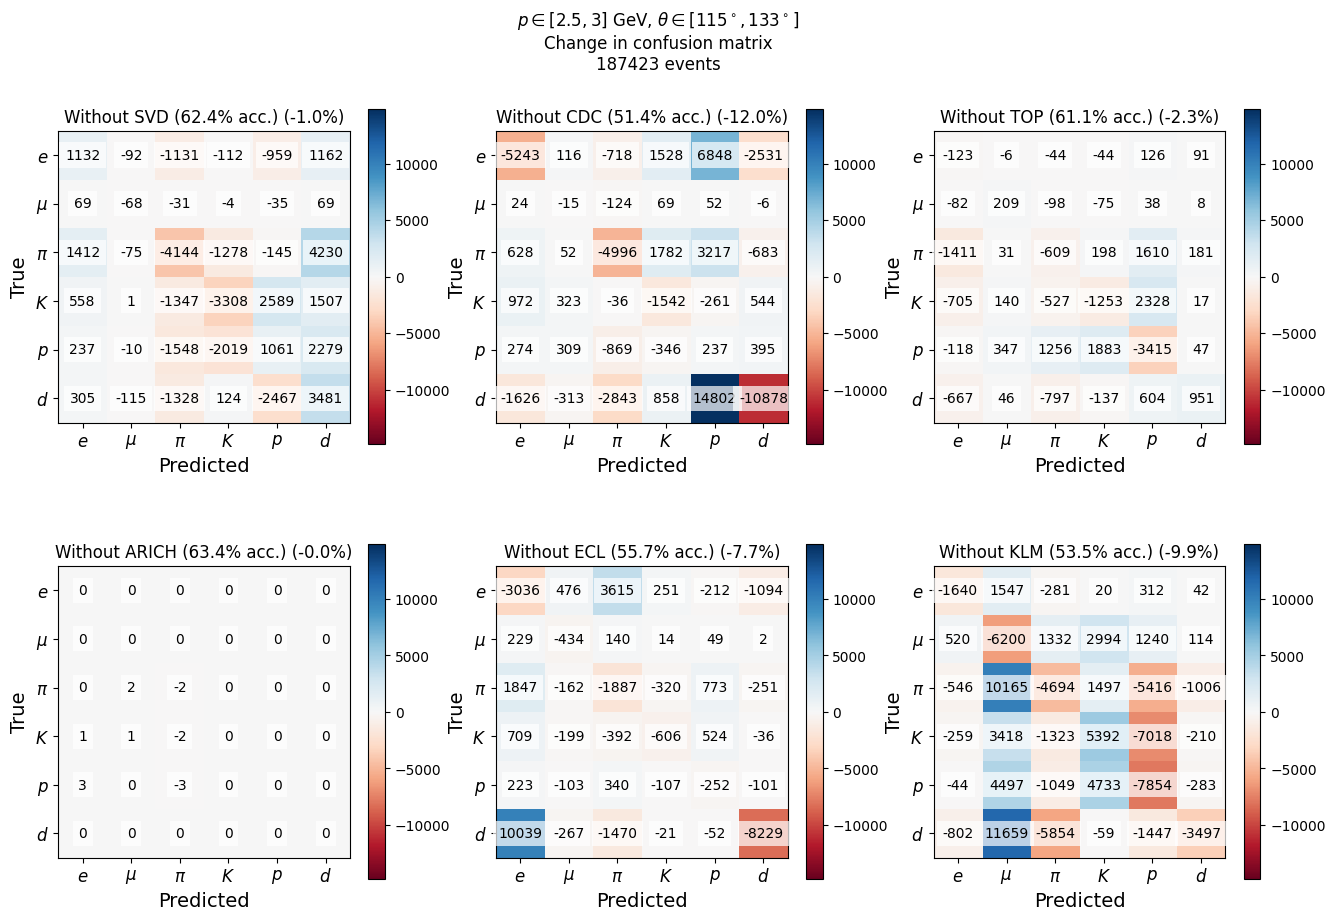 p ∈ [2.5, 3] GeV, θ ∈ [115°, 133°]
Change in confusion matrix
187423 events
Without SVD (62.4% acc.) (-1.0%)
e 1132 -92 -1131 -112 -959 1162
μ 69 -68 -31 -4 -35 69
π 1412 -75 -4144 -1278 -145 4230
K 558 1 -1347 -3308 2589 1507
p 237 -10 -1548 -2019 1061 2279
d 305 -115 -1328 124 -2467 3481
e μ π K p d
Predicted
True
10000
5000
0
−5000
−10000
Without CDC (51.4% acc.) (-12.0%)
e -5243 116 -718 1528 6848 -2531
μ 24 -15 -124 69 52 -6
π 628 52 -4996 1782 3217 -683
K 972 323 -36 -1542 -261 544
p 274 309 -869 -346 237 395
d -1626 -313 -2843 858 14802 -10878
e μ π K p d
Predicted
True
10000
5000
0
−5000
−10000
Without TOP (61.1% acc.) (-2.3%)
e -123 -6 -44 -44 126 91
μ -82 209 -98 -75 38 8
π -1411 31 -609 198 1610 181
K -705 140 -527 -1253 2328 17
p -118 347 1256 1883 -3415 47
d -667 46 -797 -137 604 951
e μ π K p d
Predicted
True
10000
5000
0
−5000
−10000
Without ARICH (63.4% acc.) (-0.0%)
e 0 0 0 0 0 0
μ 0 0 0 0 0 0
π 0 2 -2 0 0 0
K 1 1 -2 0 0 0
p 3 0 -3 0 0 0
d 0 0 0 0 0 0
e μ π K p d
Predicted
True
10000
5000
0
−5000
−10000
Without ECL (55.7% acc.) (-7.7%)
e -3036 476 3615 251 -212 -1094
μ 229 -434 140 14 49 2
π 1847 -162 -1887 -320 773 -251
K 709 -199 -392 -606 524 -36
p 223 -103 340 -107 -252 -101
d 10039 -267 -1470 -21 -52 -8229
e μ π K p d
Predicted
True
10000
5000
0
−5000
−10000
Without KLM (53.5% acc.) (-9.9%)
e -1640 1547 -281 20 312 42
μ 520 -6200 1332 2994 1240 114
π -546 10165 -4694 1497 -5416 -1006
K -259 3418 -1323 5392 -7018 -210
p -44 4497 -1049 4733 -7854 -283
d -802 11659 -5854 -59 -1447 -3497
e μ π K p d
Predicted
True
10000
5000
0
−5000
−10000